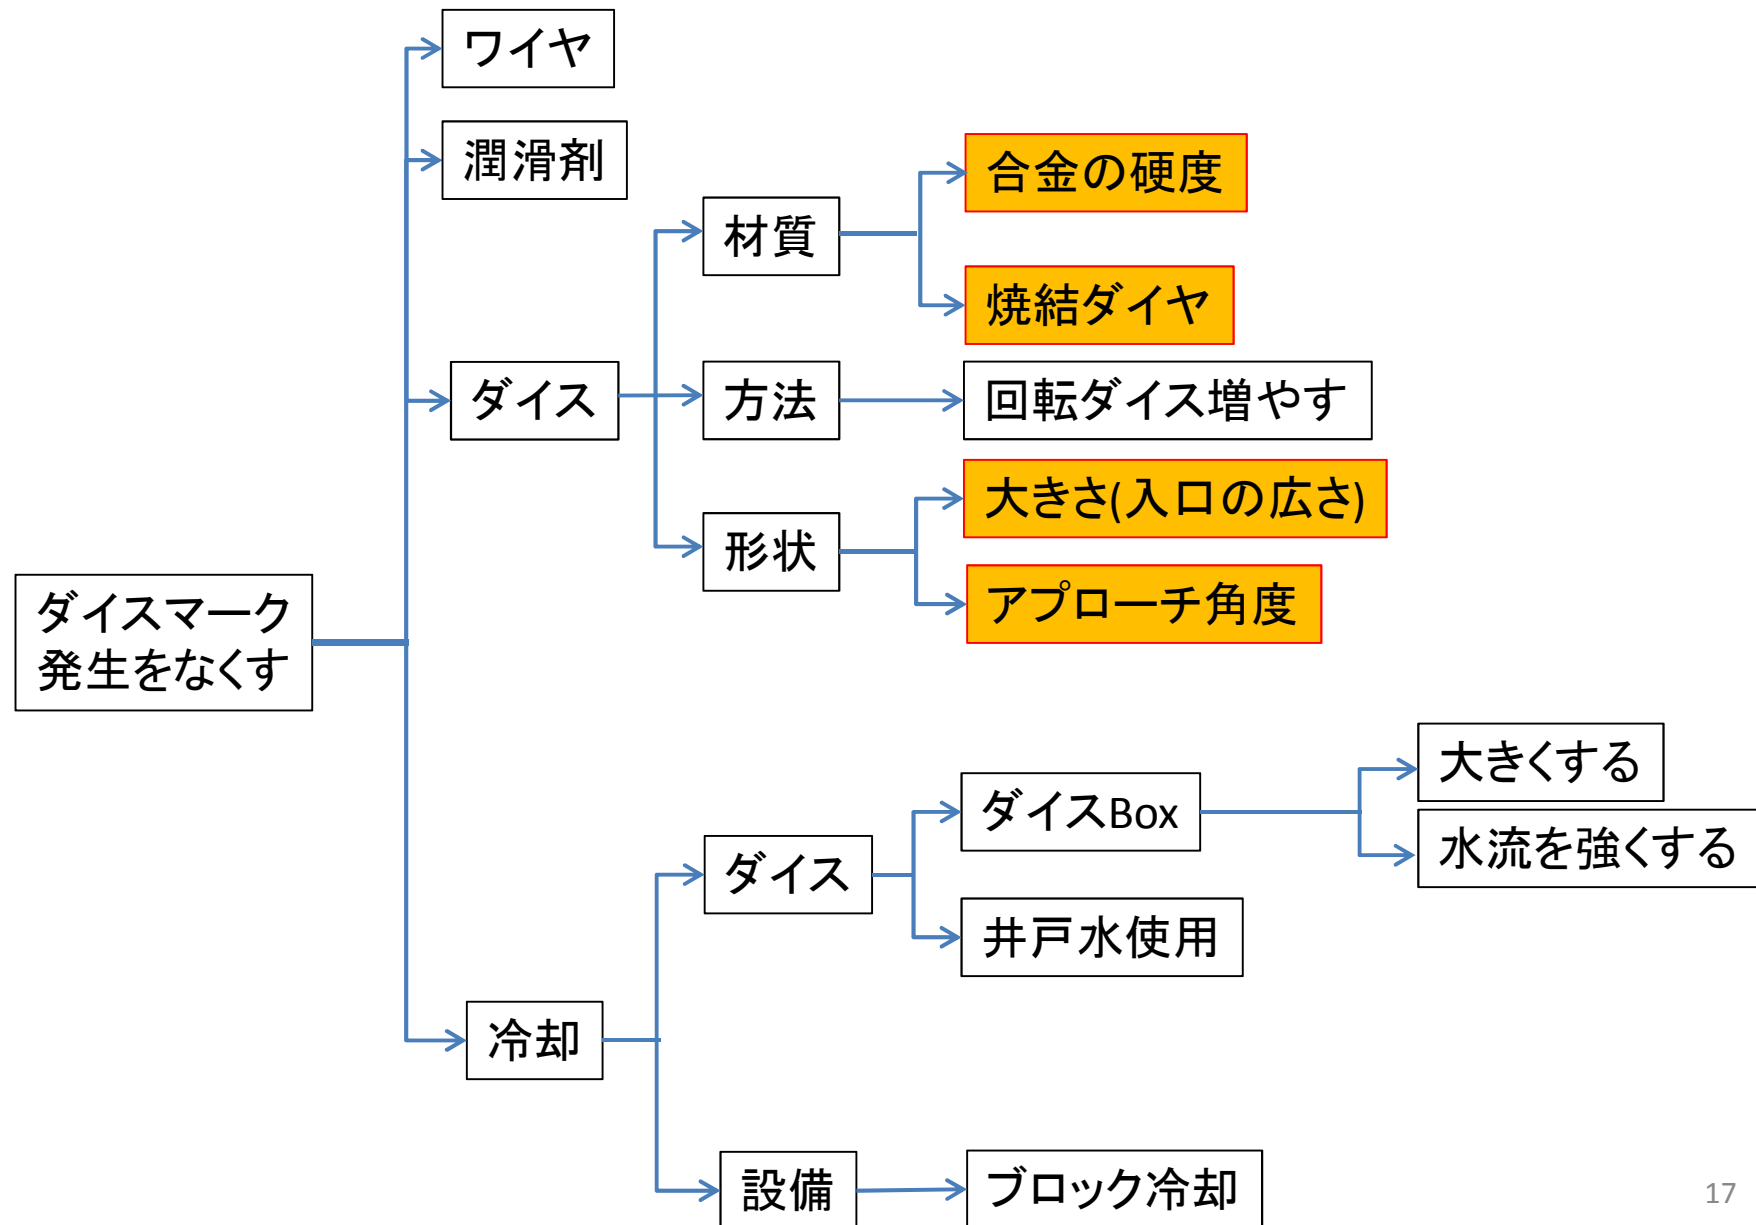 ワイヤ
潤滑剤
合金の硬度
材質
焼結ダイヤ
ダイス
方法
回転ダイス増やす
大きさ(入口の広さ)
形状
アプローチ角度
ダイスマーク
発生をなくす
大きくする
ダイスBox
水流を強くする
ダイス
井戸水使用
冷却
設備
ブロック冷却
17